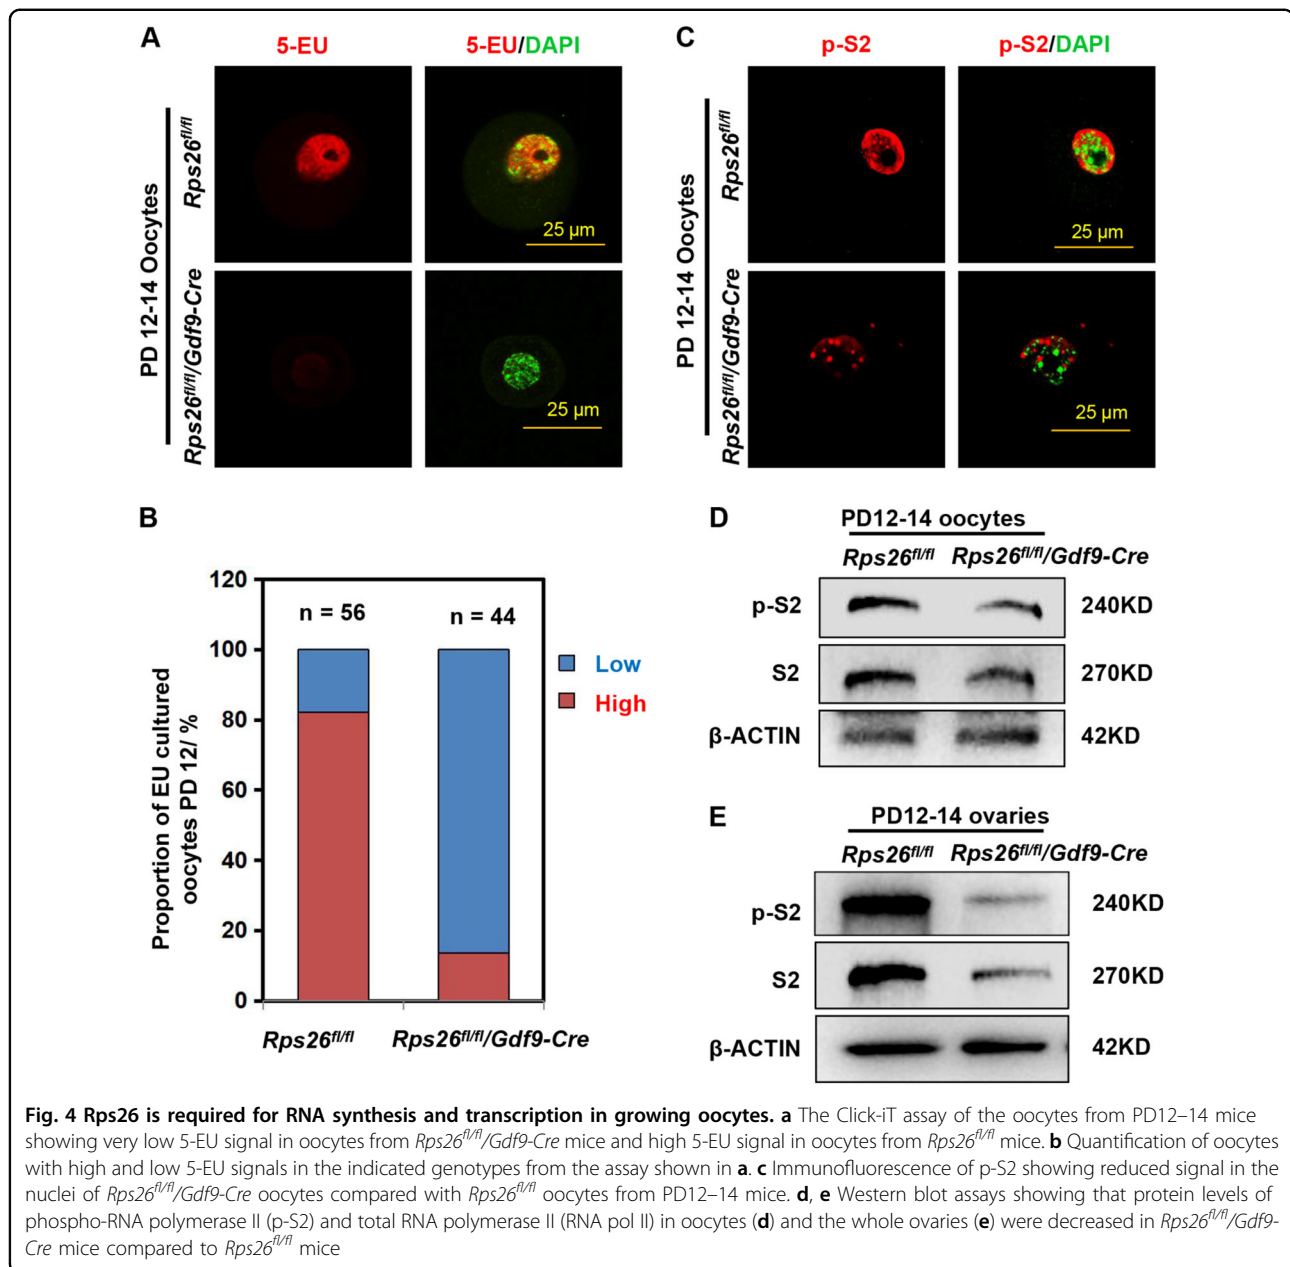 A
5-EU
5-EU/DAPI
PD 12-14 Oocytes
Rps26fl/fl
25 µm
Rps26fl/fl/Gdf9-Cre
25 µm
C
p-S2
p-S2/DAPI
PD 12-14 Oocytes
Rps26fl/fl
25 µm
Rps26fl/fl/Gdf9-Cre
25 µm
B
Proportion of EU cultured
oocytes PD 12/ %
120
100
80
60
40
20
0
n = 56
n = 44
Low
High
Rps26fl/fl
Rps26fl/fl/Gdf9-Cre
D
PD12-14 oocytes
Rps26fl/fl Rps26fl/fl/Gdf9-Cre
p-S2 240KD
S2 270KD
β-ACTIN 42KD
E
PD12-14 ovaries
Rps26fl/fl Rps26fl/fl/Gdf9-Cre
p-S2 240KD
S2 270KD
β-ACTIN 42KD
Fig. 4 Rps26 is required for RNA synthesis and transcription in growing oocytes. a The Click-iT assay of the oocytes from PD12–14 mice
showing very low 5-EU signal in oocytes from Rps26fl/fl/Gdf9-Cre mice and high 5-EU signal in oocytes from Rps26fl/fl mice. b Quantification of oocytes
with high and low 5-EU signals in the indicated genotypes from the assay shown in a. c Immunofluorescence of p-S2 showing reduced signal in the
nuclei of Rps26fl/fl/Gdf9-Cre oocytes compared with Rps26fl/fl oocytes from PD12–14 mice. d, e Western blot assays showing that protein levels of
phospho-RNA polymerase II (p-S2) and total RNA polymerase II (RNA pol II) in oocytes (d) and the whole ovaries (e) were decreased in Rps26fl/fl/Gdf9-
Cre mice compared to Rps26fl/fl mice